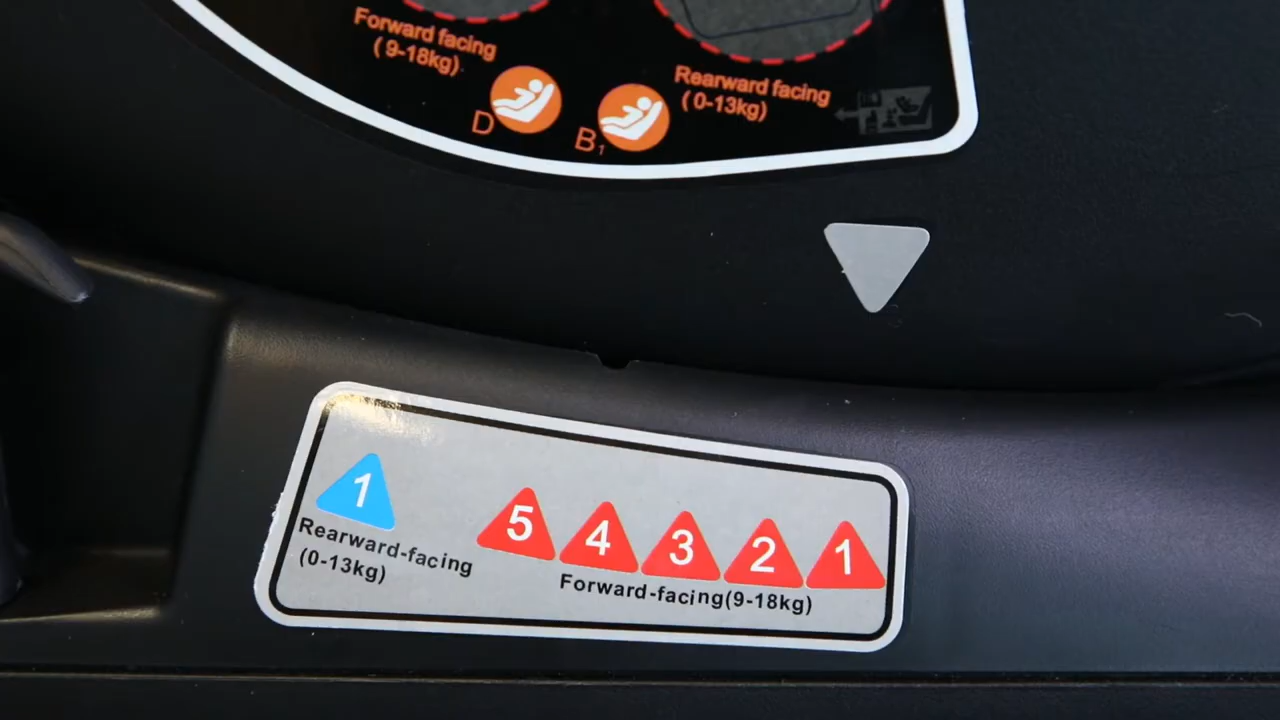 Forward facing
(9-18kg)
Rearward facing
(0-13kg)
D
B1
1
5 4 3 2 1
Rearward-facing
(0-13kg)
Forward-facing(9-18kg)